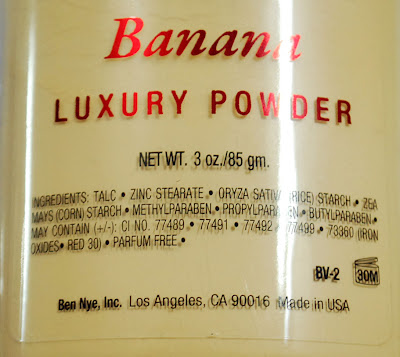 Banana
LUXURY POWDER
NET WT. 3 oz./85 gm.
INGREDIENTS: TALC • ZINC STEARATE • ORYZA SATIVA (RICE) STARCH • ZEA
MAYS (CORN) STARCH • METHYLPARABEN • PROPYLPARABEN • BUTYLPARABEN •
MAY CONTAIN (+/-): CI NO. 77489 • 77491 • 77492 • 77499 • 73360 (IRON
OXIDES • RED 30) • PARFUM FREE •
BV-2 30M
Ben Nye, Inc. Los Angeles, CA 90016 Made in USA